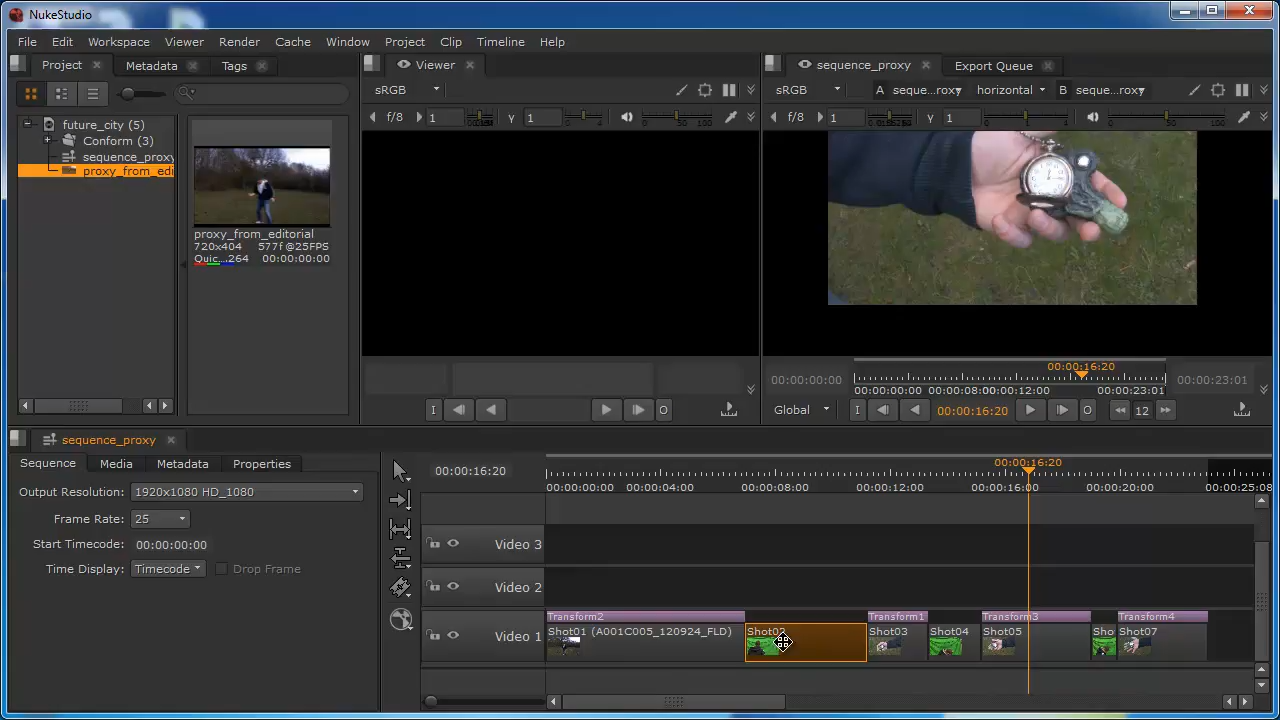 NukeStudio
File Edit Workspace Viewer Render Cache Window Project Clip Timeline Help
Project Metadata Tags
Viewer
sequence_proxy Export Queue
sRGB
sRGB A seque...roxy horizontal B seque...roxy
f/8 1 γ 1
f/8 1 γ 1
future_city (5)
Conform (3)
sequence_proxy
proxy_from_edi
proxy_from_editorial
720x404 577f @25FPS
Quic...264 00:00:00:00
00:00:16:20
00:00:00:00 00:00:23:01
00:00:00:00 00:00:08:00 00:00:12:00 00:00:23:01
I O
Global I 00:00:16:20 O 12
sequence_proxy
Sequence Media Metadata Properties
Output Resolution: 1920x1080 HD_1080
Frame Rate: 25
Start Timecode: 00:00:00:00
Time Display: Timecode Drop Frame
00:00:16:20
00:00:16:20
00:00:00:00 00:00:04:00 00:00:08:00 00:00:12:00 00:00:16:00 00:00:20:00 00:00:25:08
Video 3
Video 2
Transform2 Transform1 Transform3 Transform4
Video 1
Shot01 (A001C005_120924_FLD) Shot02 Shot03 Shot04 Shot05 Sho Shot07